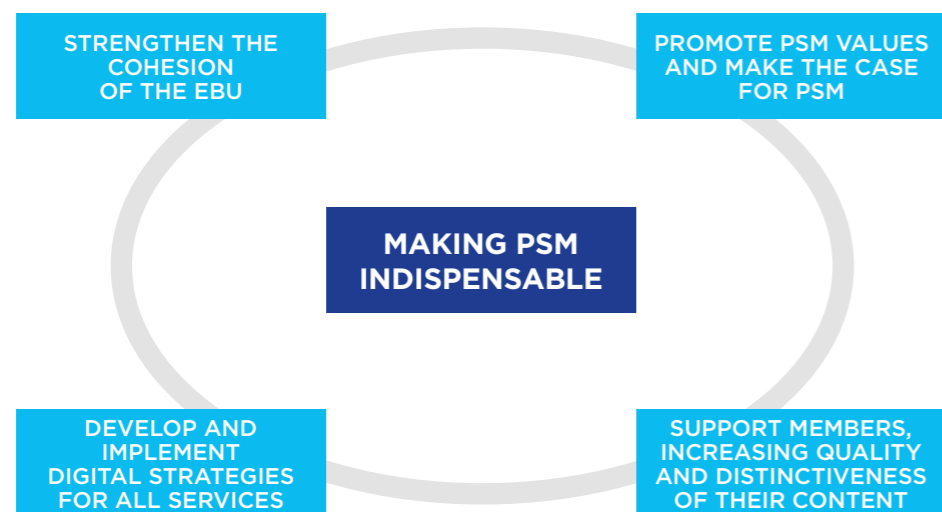 STRENGTHEN THE
COHESION
OF THE EBU
PROMOTE PSM VALUES
AND MAKE THE CASE
FOR PSM
MAKING PSM
INDISPENSABLE
DEVELOP AND
IMPLEMENT
DIGITAL STRATEGIES
FOR ALL SERVICES
SUPPORT MEMBERS,
INCREASING QUALITY
AND DISTINCTIVENESS
OF THEIR CONTENT